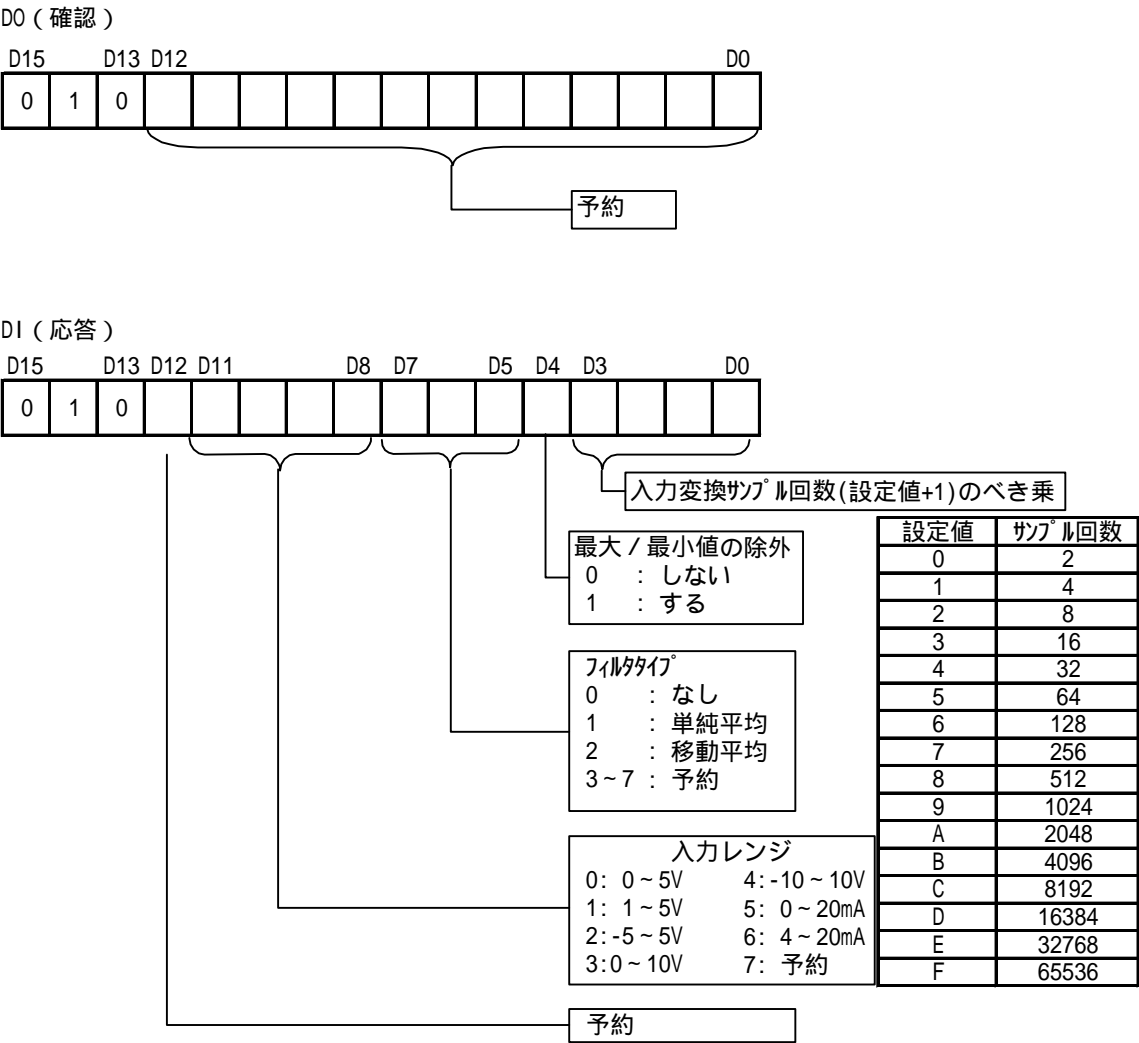 DO(確認)
D15 D13 D12 D0
0 1 0
予約
DI(応答)
D15 D13 D12 D11 D8 D7 D5 D4 D3 D0
0 1 0
入力変換ｻﾝﾌﾟﾙ回数(設定値+1)のべき乗
最大/最小値の除外
0 : しない
1 : する
ﾌｨﾙﾀﾀｲﾌﾟ
0 : なし
1 : 単純平均
2 : 移動平均
3~7 : 予約
入力レンジ
0: 0~5V 4:-10~10V
1: 1~5V 5: 0~20mA
2:-5~5V 6: 4~20mA
3:0~10V 7: 予約
予約
設定値 ｻﾝﾌﾟﾙ回数
0 2
1 4
2 8
3 16
4 32
5 64
6 128
7 256
8 512
9 1024
A 2048
B 4096
C 8192
D 16384
E 32768
F 65536